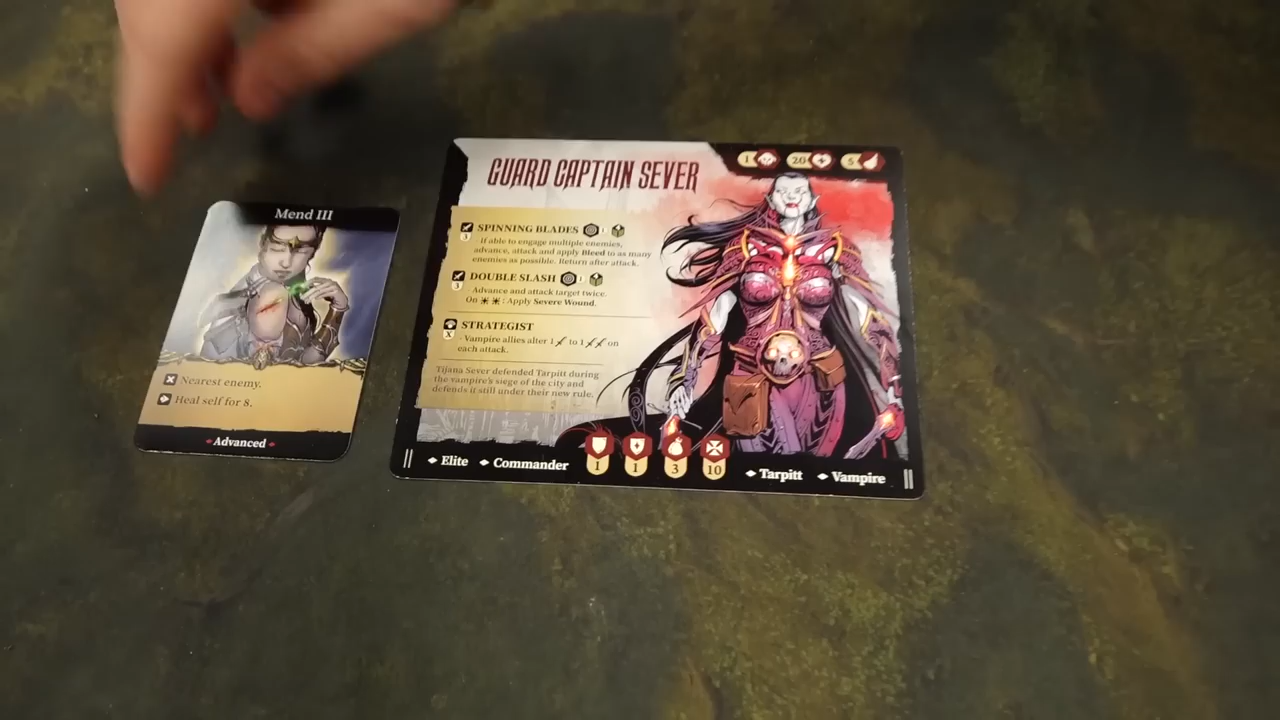 Mend III
Nearest enemy.
Heal self for 8.
Advanced
GUARD CAPTAIN SEVER
1 20 5
SPINNING BLADES 1
3
If able to engage multiple enemies,
advance, attack and apply Bleed to as many
enemies as possible. Return after attack.
DOUBLE SLASH 1
3
Advance and attack target twice.
On : Apply Severe Wound.
STRATEGIST
X
Vampire allies alter 1 to 1 on
each attack.
Tijana Sever defended Tarpitt during
the vampire's siege of the city and
defends it still under their new rule.
Elite Commander
1 1 3 10
Tarpitt Vampire